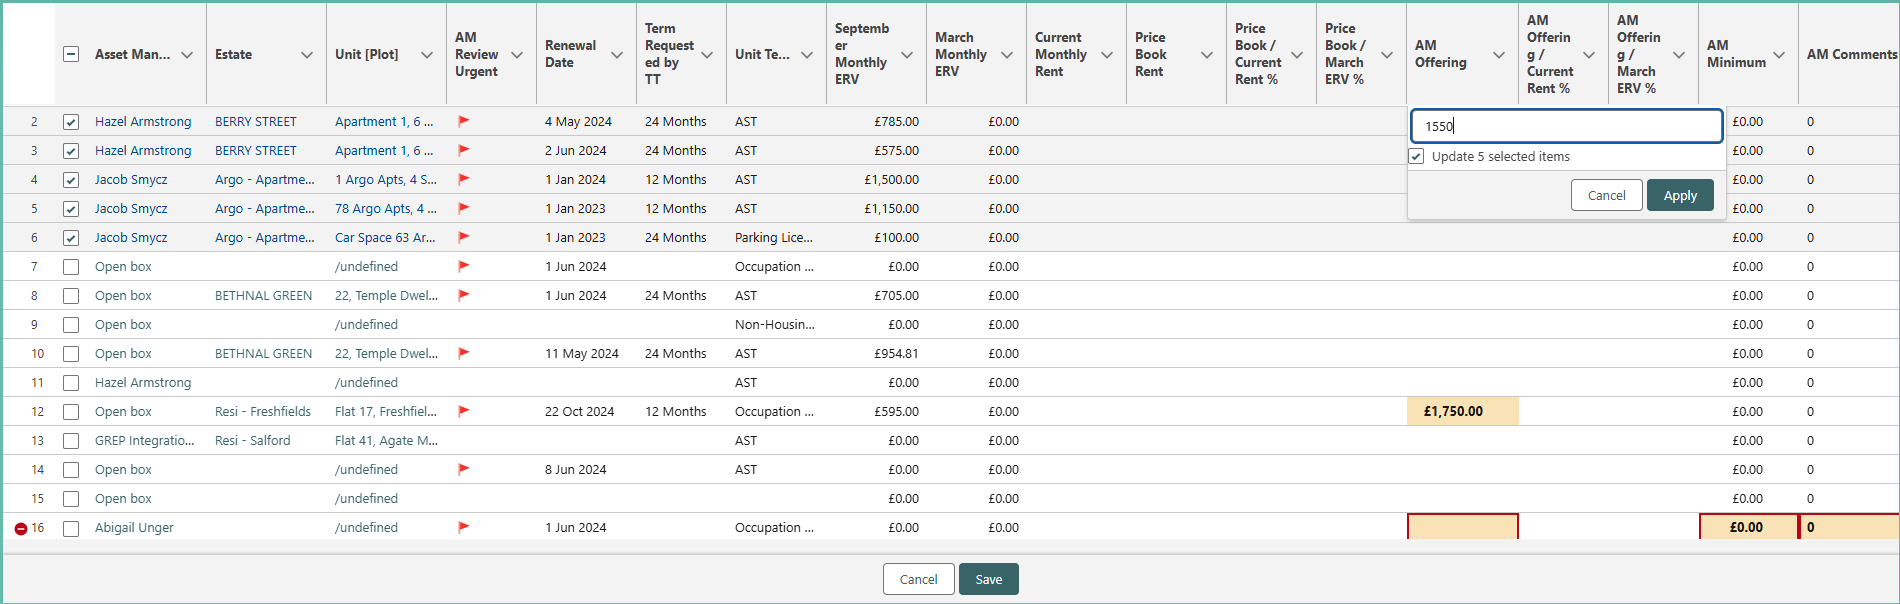 Asset Man...
Estate
Unit [Plot]
AM
Review
Urgent
Renewal
Date
Term
Request
ed by
TT
Unit Te...
Septemb
er
Monthly
ERV
March
Monthly
ERV
Current
Monthly
Rent
Price
Book
Rent
Price
Book /
Current
Rent %
Price
Book /
March
ERV %
AM
Offering
AM
Offerin
g /
Current
Rent %
AM
Offerin
g /
March
ERV %
AM
Minimum
AM Comments
2 Hazel Armstrong BERRY STREET Apartment 1, 6 ... 4 May 2024 24 Months AST £785.00 £0.00 1550 £0.00 0
3 Hazel Armstrong BERRY STREET Apartment 1, 6 ... 2 Jun 2024 24 Months AST £575.00 £0.00 Update 5 selected items £0.00 0
4 Jacob Smycz Argo - Apartme... 1 Argo Apts, 4 S... 1 Jan 2024 12 Months AST £1,500.00 £0.00 £0.00 0
Cancel Apply
5 Jacob Smycz Argo - Apartme... 78 Argo Apts, 4 ... 1 Jan 2023 12 Months AST £1,150.00 £0.00 £0.00 0
6 Jacob Smycz Argo - Apartme... Car Space 63 Ar... 1 Jan 2023 24 Months Parking Lice... £100.00 £0.00 £0.00 0
7 Open box /undefined 1 Jun 2024 Occupation ... £0.00 £0.00 £0.00 0
8 Open box BETHNAL GREEN 22, Temple Dwel... 1 Jun 2024 24 Months AST £705.00 £0.00 £0.00 0
9 Open box /undefined Non-Housin... £0.00 £0.00 £0.00 0
10 Open box BETHNAL GREEN 22, Temple Dwel... 11 May 2024 24 Months AST £954.81 £0.00 £0.00 0
11 Hazel Armstrong /undefined AST £0.00 £0.00 £0.00 0
12 Open box Resi - Freshfields Flat 17, Freshfiel... 22 Oct 2024 12 Months Occupation ... £595.00 £0.00 £1,750.00 £0.00 0
13 GREP Integratio... Resi - Salford Flat 41, Agate M... AST £0.00 £0.00 £0.00 0
14 Open box /undefined 8 Jun 2024 AST £0.00 £0.00 £0.00 0
15 Open box /undefined £0.00 £0.00 £0.00 0
16 Abigail Unger /undefined 1 Jun 2024 Occupation ... £0.00 £0.00 £0.00 0
Cancel Save